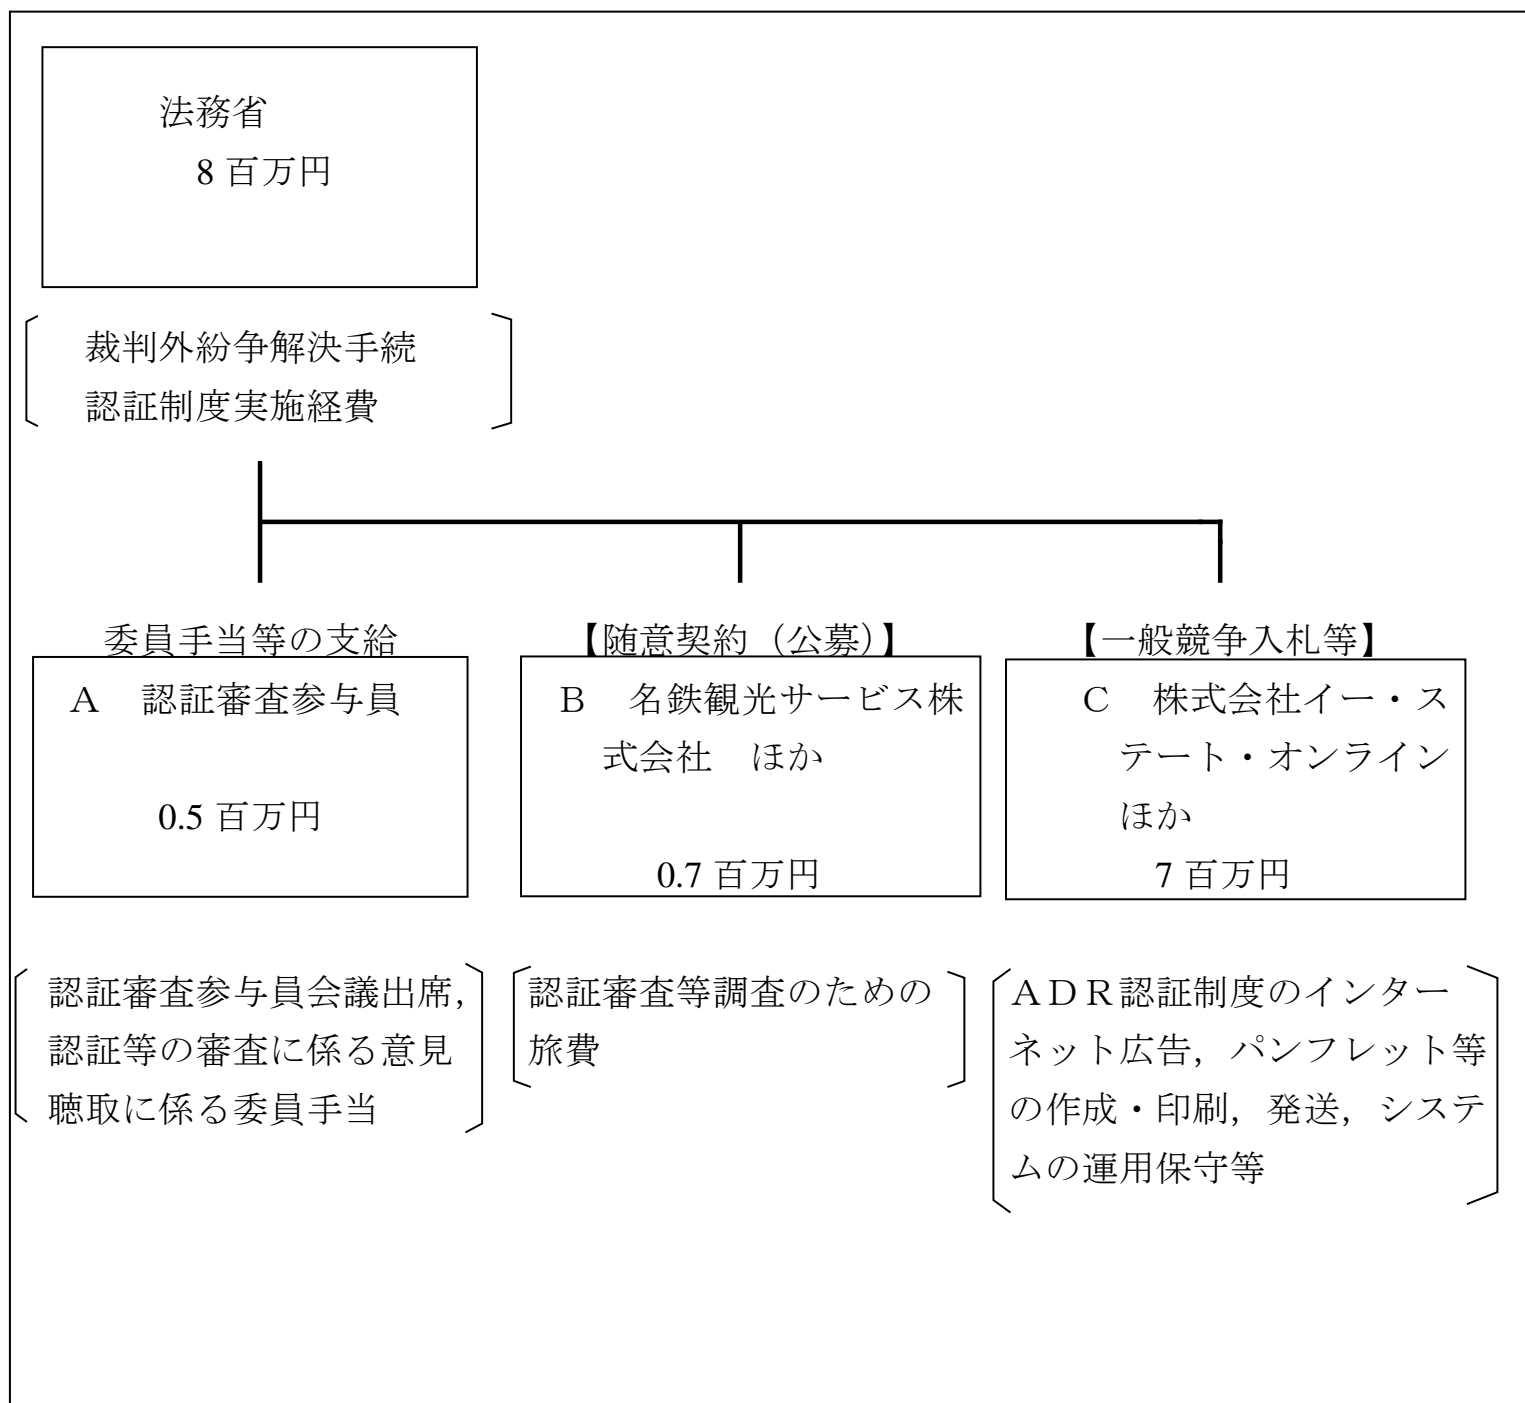 法務省
8 百万円
裁判外紛争解決手続
認証制度実施経費
委員手当等の支給
A 認証審査参与員
0.5 百万円
認証審査参与員会議出席,
認証等の審査に係る意見
聴取に係る委員手当
【随意契約（公募）】
B 名鉄観光サービス株
式会社 ほか
0.7 百万円
認証審査等調査のための
旅費
【一般競争入札等】
C 株式会社イー・ス
テート・オンライン
ほか
7 百万円
ADR認証制度のインター
ネット広告，パンフレット等
の作成・印刷，発送，システ
ムの運用保守等